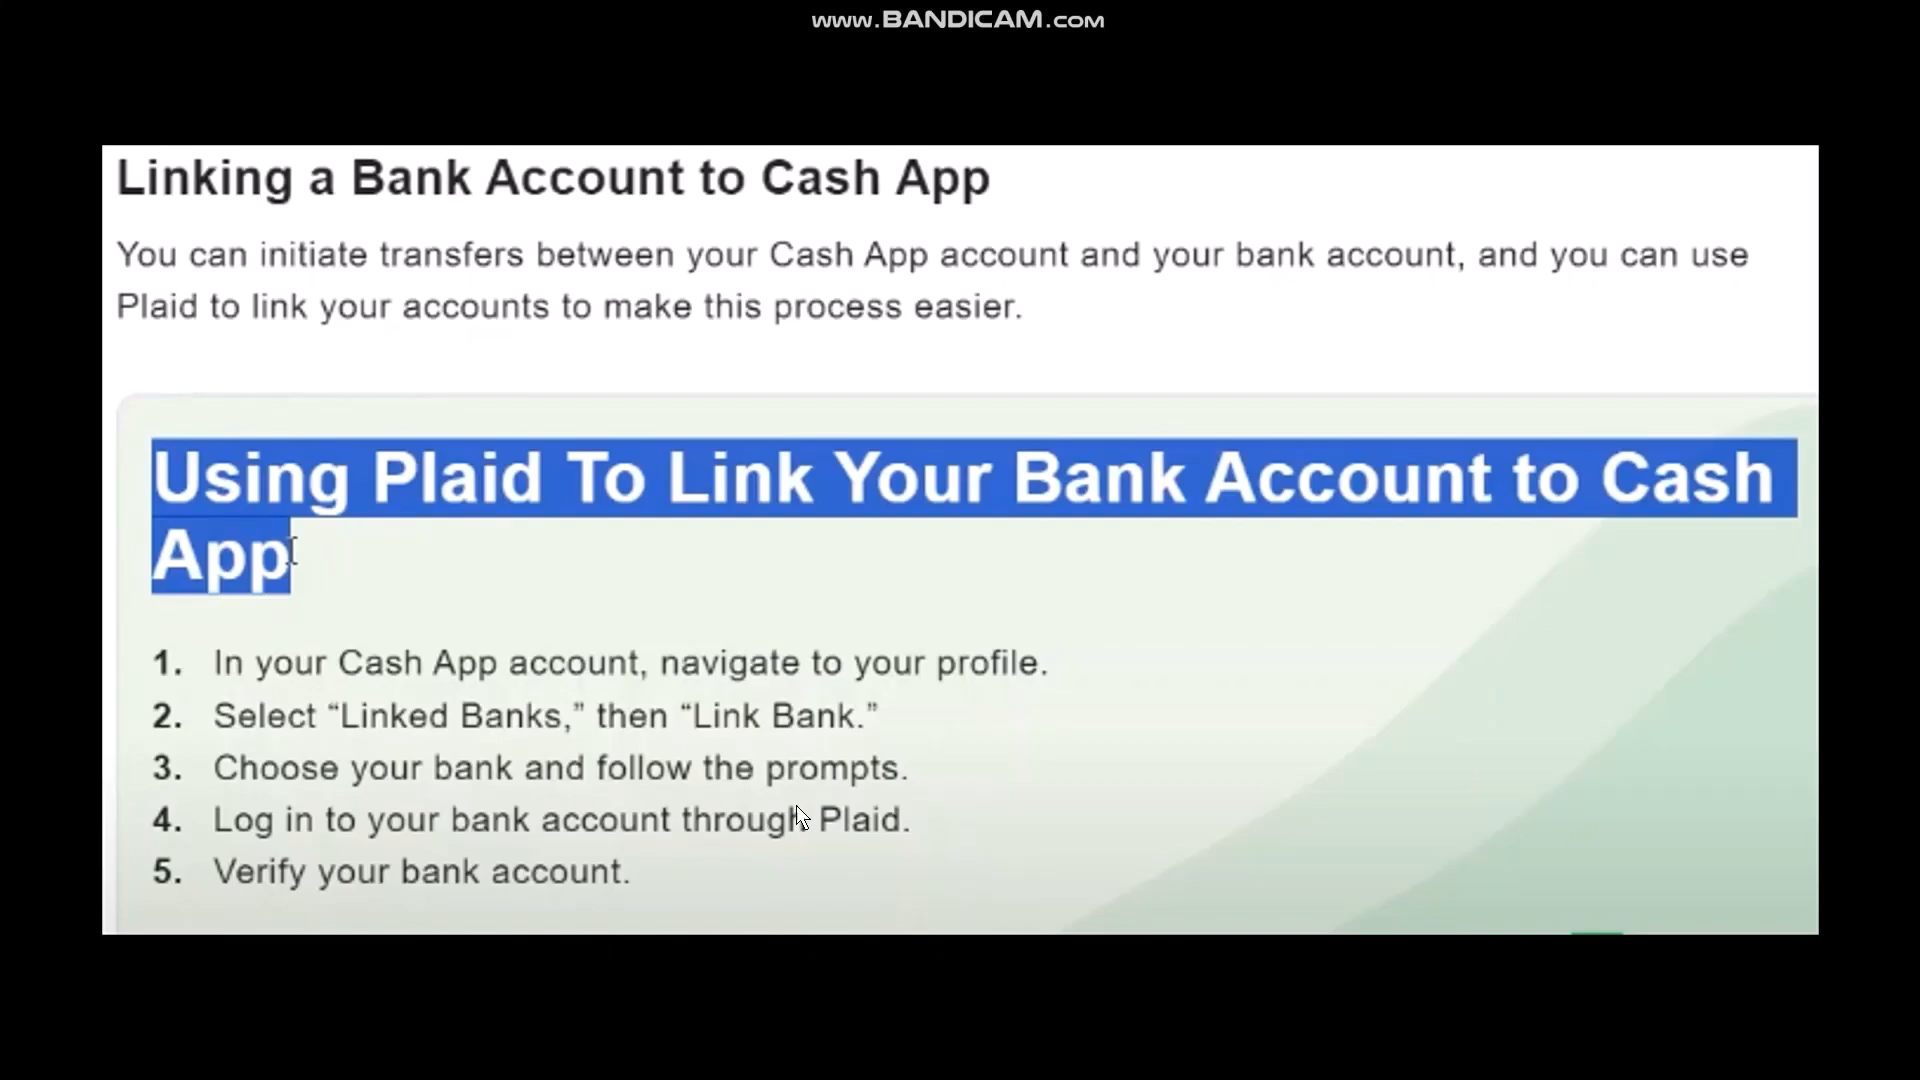 www.BANDICAM.com
Linking a Bank Account to Cash App
You can initiate transfers between your Cash App account and your bank account, and you can use
Plaid to link your accounts to make this process easier.
Using Plaid To Link Your Bank Account to Cash
App
1. In your Cash App account, navigate to your profile.
2. Select “Linked Banks,” then “Link Bank.”
3. Choose your bank and follow the prompts.
4. Log in to your bank account through Plaid.
5. Verify your bank account.